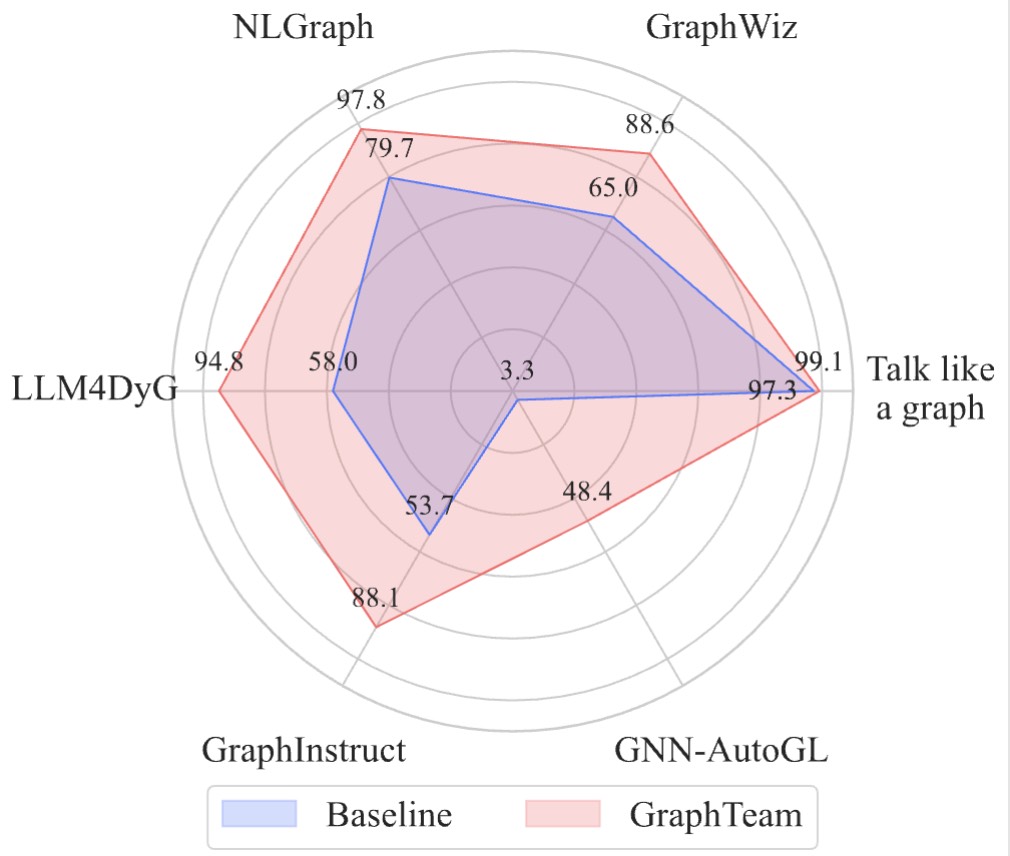 NLGraph
GraphWiz
97.8
88.6
79.7
65.0
94.8
58.0
3.3
99.1
97.3
LLM4DyG
Talk like
a graph
53.7
48.4
88.1
GraphInstruct
GNN-AutoGL
Baseline
GraphTeam